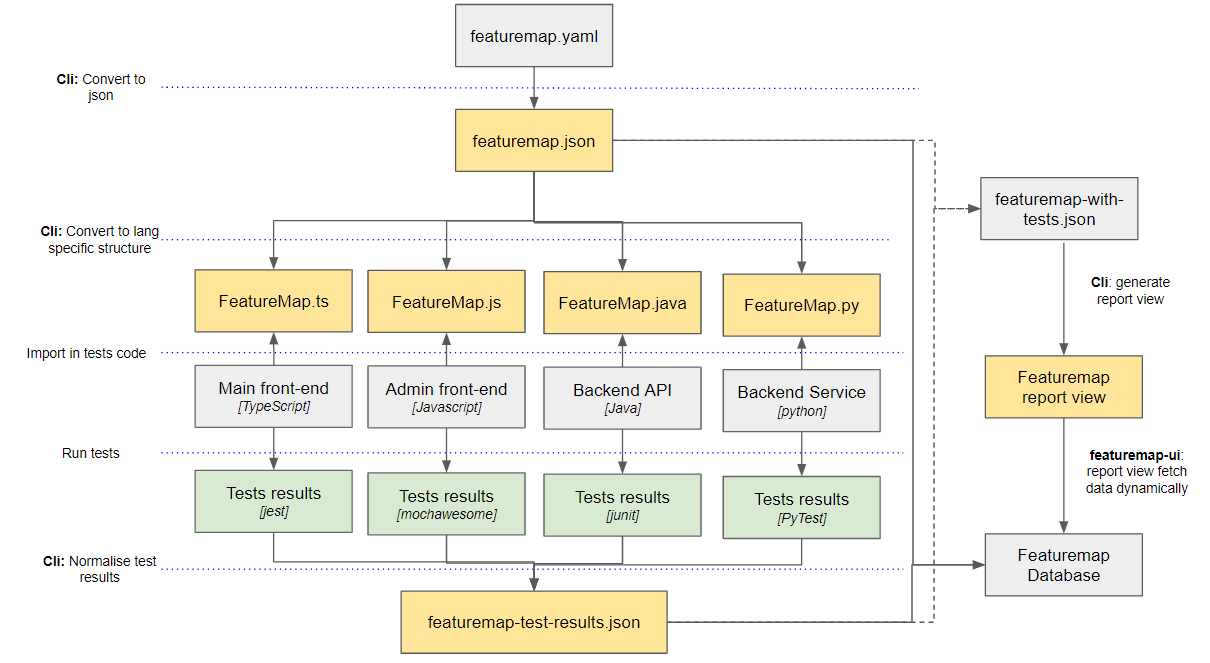 featuremap.yaml
Cli: Convert to
json
featuremap.json
featuremap-with-
tests.json
Cli: Convert to lang
specific structure
FeatureMap.ts
FeatureMap.js
FeatureMap.java
FeatureMap.py
Cli: generate
report view
Import in tests code
Main front-end
[TypeScript]
Admin front-end
[Javascript]
Backend API
[Java]
Backend Service
[python]
Featuremap
report view
Run tests
featuremap-ui:
report view fetch
data dynamically
Tests results
[jest]
Tests results
[mochawesome]
Tests results
[junit]
Tests results
[PyTest]
Cli: Normalise test
results
Featuremap
Database
featuremap-test-results.json